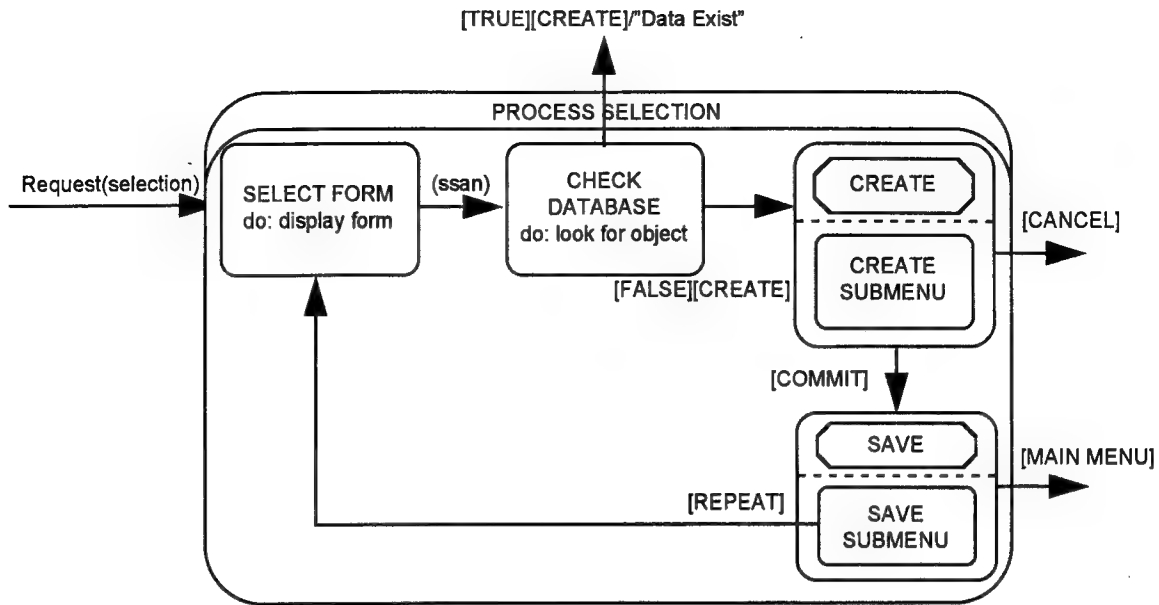 [TRUE][CREATE]/"Data Exist"
PROCESS SELECTION
Request(selection)
SELECT FORM
do: display form
(ssan)
CHECK
DATABASE
do: look for object
CREATE
[CANCEL]
CREATE
SUBMENU
[FALSE][CREATE]
[COMMIT]
SAVE
[MAIN MENU]
[REPEAT]
SAVE
SUBMENU